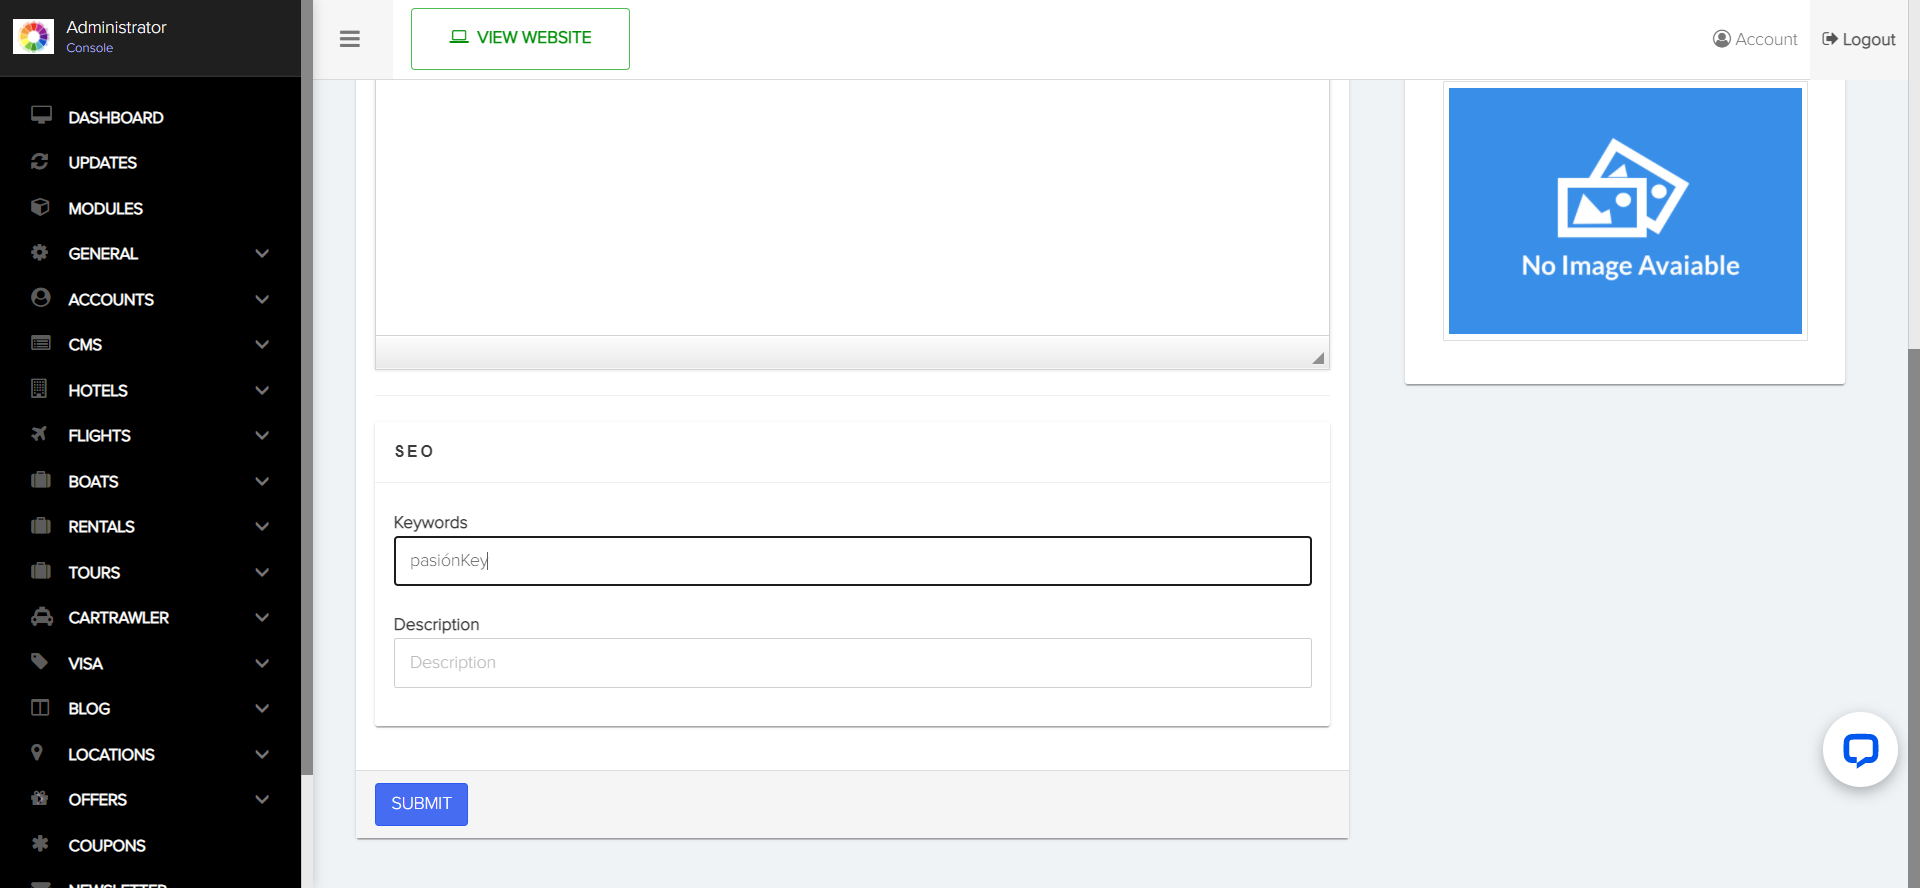 Administrator
Console
VIEW WEBSITE
Account
Logout
DASHBOARD
UPDATES
MODULES
GENERAL
ACCOUNTS
CMS
HOTELS
FLIGHTS
BOATS
RENTALS
TOURS
CARTRAWLER
VISA
BLOG
LOCATIONS
OFFERS
COUPONS
NEWSLETTER
No Image Avaiable
SEO
Keywords
pasiónKey
Description
Description
SUBMIT